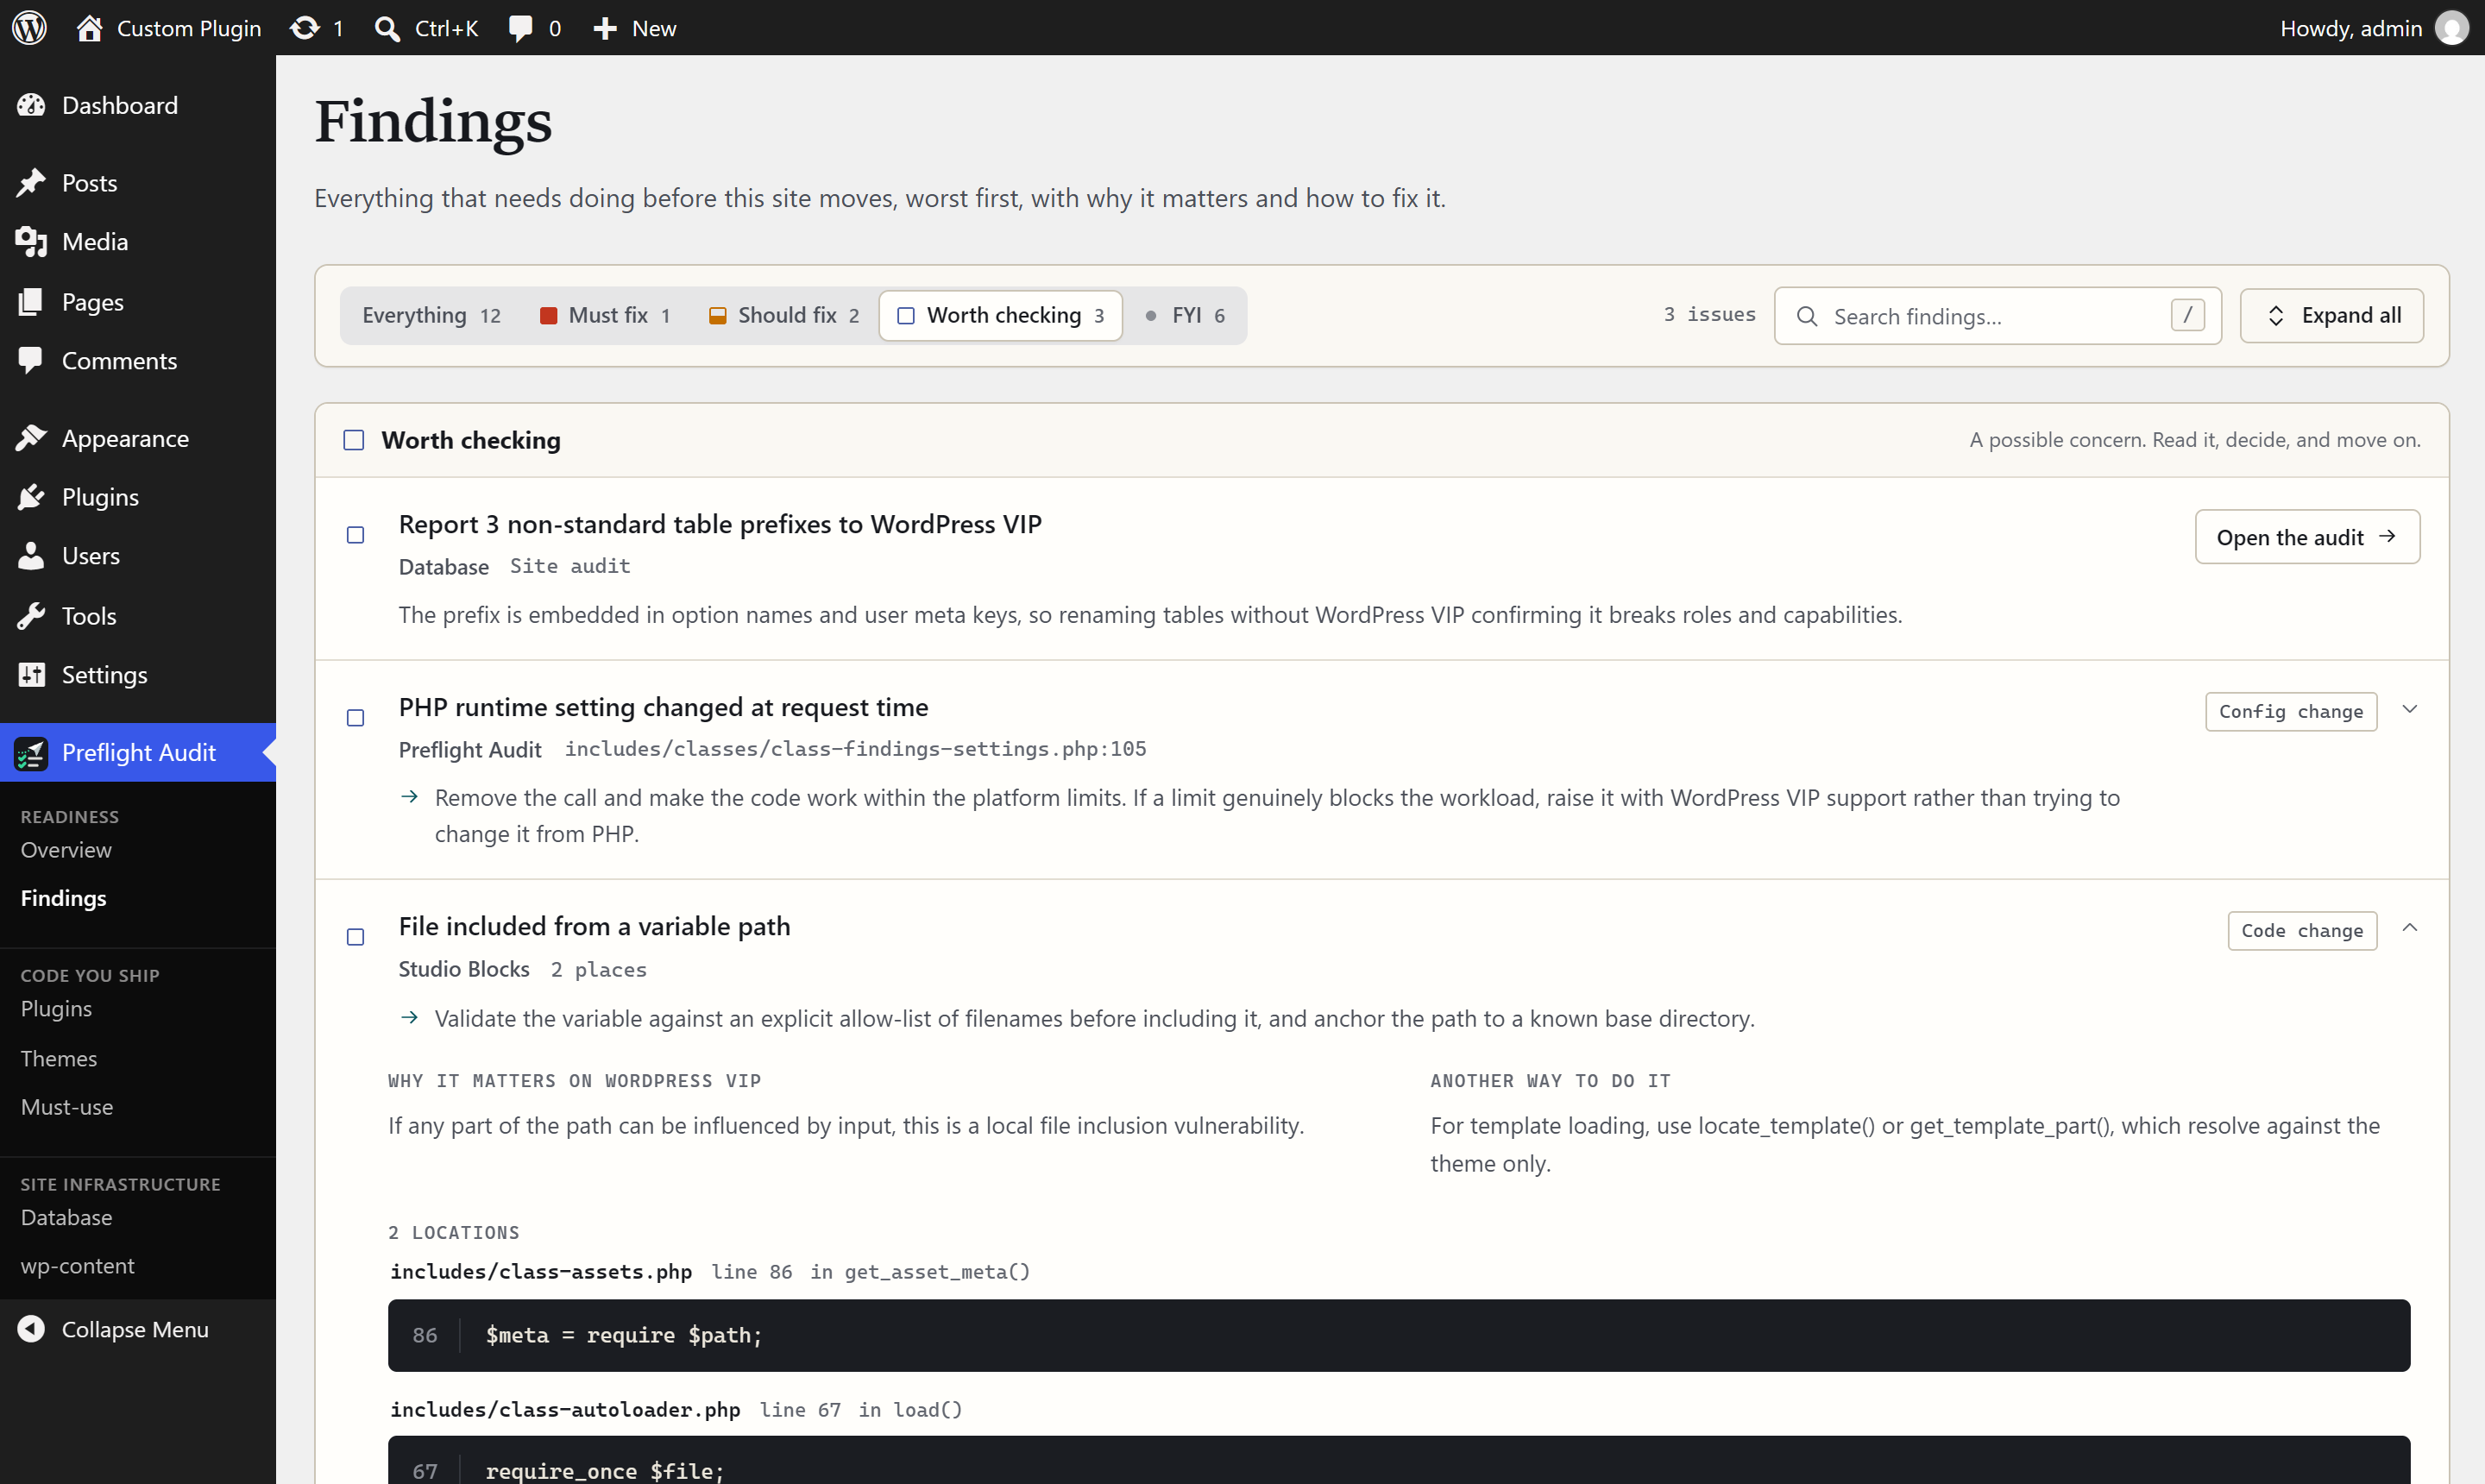 Custom Plugin 1 Ctrl+K 0 New Howdy, admin
Dashboard
Posts
Media
Pages
Comments
Appearance
Plugins
Users
Tools
Settings
Preflight Audit
READINESS
Overview
Findings
CODE YOU SHIP
Plugins
Themes
Must-use
SITE INFRASTRUCTURE
Database
wp-content
Collapse Menu
Findings
Everything that needs doing before this site moves, worst first, with why it matters and how to fix it.
Everything 12 Must fix 1 Should fix 2 Worth checking 3 FYI 6 3 issues Search findings... / Expand all
Worth checking A possible concern. Read it, decide, and move on.
Report 3 non-standard table prefixes to WordPress VIP Open the audit →
Database Site audit
The prefix is embedded in option names and user meta keys, so renaming tables without WordPress VIP confirming it breaks roles and capabilities.
PHP runtime setting changed at request time Config change
Preflight Audit includes/classes/class-findings-settings.php:105
→ Remove the call and make the code work within the platform limits. If a limit genuinely blocks the workload, raise it with WordPress VIP support rather than trying to
change it from PHP.
File included from a variable path Code change
Studio Blocks 2 places
→ Validate the variable against an explicit allow-list of filenames before including it, and anchor the path to a known base directory.
WHY IT MATTERS ON WORDPRESS VIP
If any part of the path can be influenced by input, this is a local file inclusion vulnerability.
ANOTHER WAY TO DO IT
For template loading, use locate_template() or get_template_part(), which resolve against the
theme only.
2 LOCATIONS
includes/class-assets.php line 86 in get_asset_meta()
86 $meta = require $path;
includes/class-autoloader.php line 67 in load()
67 require_once $file;